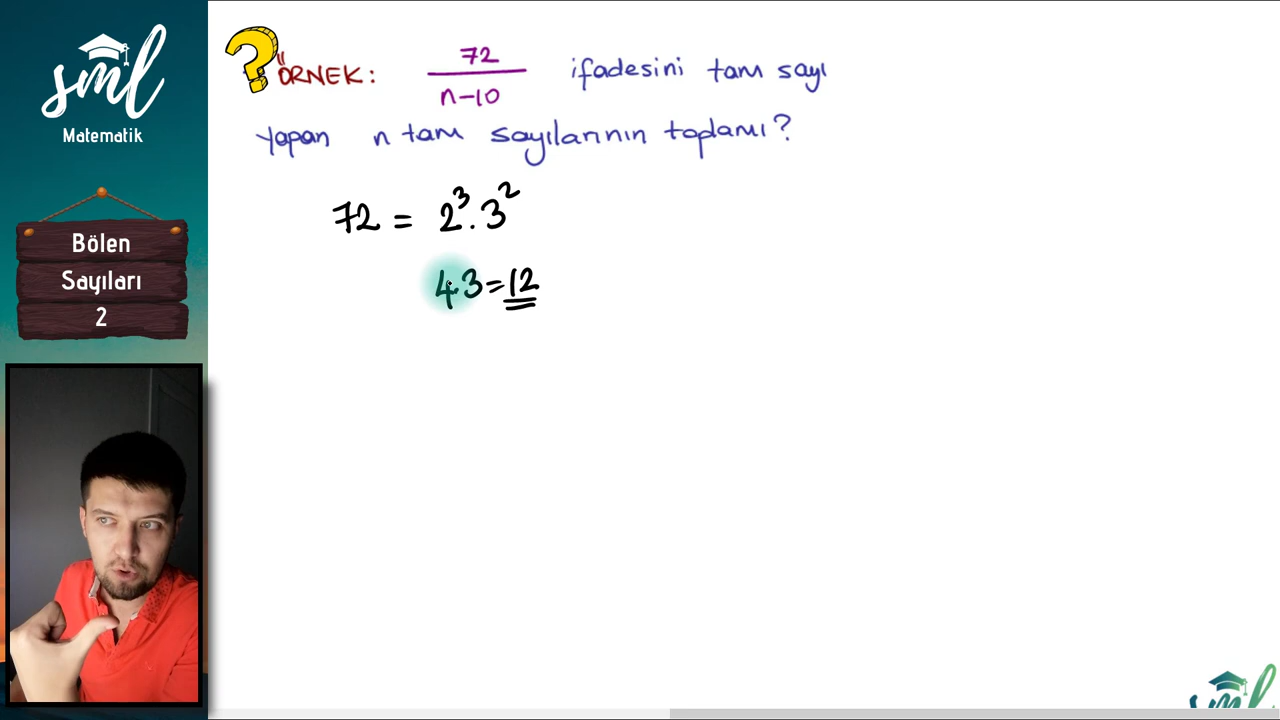 sml
Matematik
Bölen
Sayıları
2
? ÖRNEK: 72 / n-10 ifadesini tam sayı
yapan n tam sayılarının toplamı?
72 = 2³.3²
4.3=12
sml